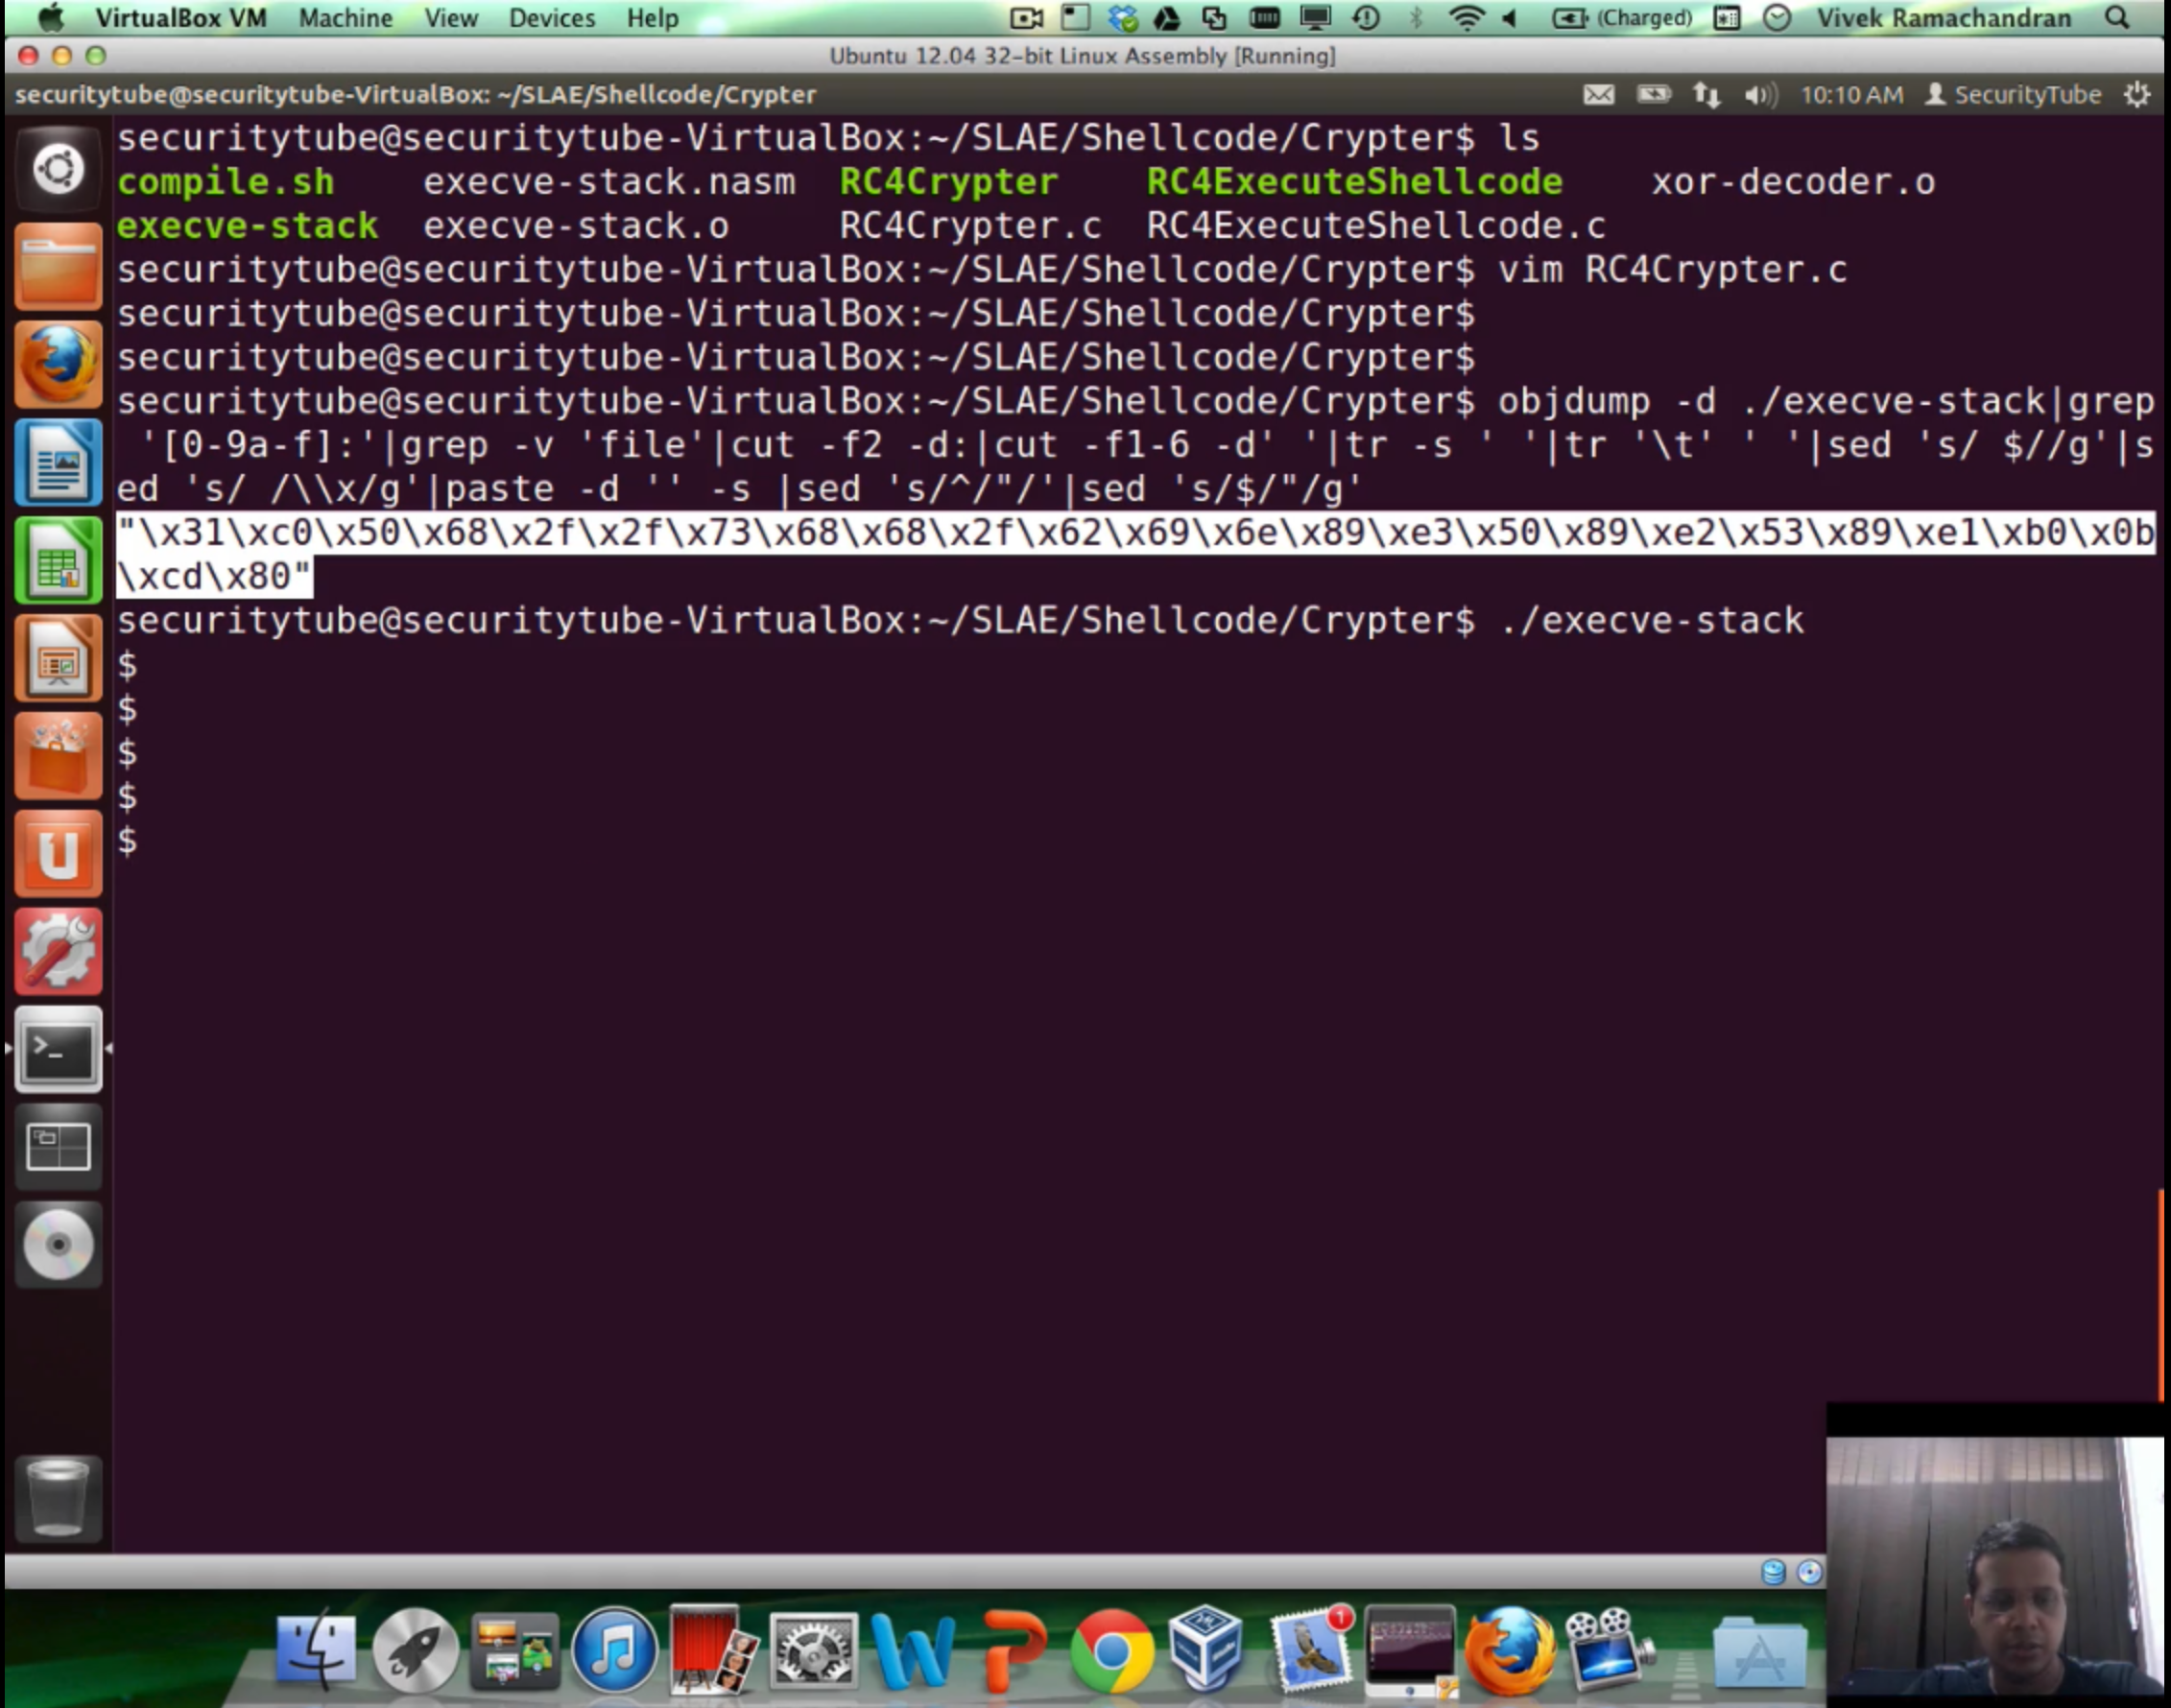 VirtualBox VM Machine View Devices Help (Charged) Vivek Ramachandran
Ubuntu 12.04 32-bit Linux Assembly [Running]
securitytube@securitytube-VirtualBox: ~/SLAE/Shellcode/Crypter 10:10 AM SecurityTube
securitytube@securitytube-VirtualBox:~/SLAE/Shellcode/Crypter$ ls
compile.sh execve-stack.nasm RC4Crypter RC4ExecuteShellcode xor-decoder.o
execve-stack execve-stack.o RC4Crypter.c RC4ExecuteShellcode.c
securitytube@securitytube-VirtualBox:~/SLAE/Shellcode/Crypter$ vim RC4Crypter.c
securitytube@securitytube-VirtualBox:~/SLAE/Shellcode/Crypter$
securitytube@securitytube-VirtualBox:~/SLAE/Shellcode/Crypter$
securitytube@securitytube-VirtualBox:~/SLAE/Shellcode/Crypter$ objdump -d ./execve-stack|grep
 '[0-9a-f]:'|grep -v 'file'|cut -f2 -d:|cut -f1-6 -d' '|tr -s ' '|tr '\t' ' '|sed 's/ $//g'|s
ed 's/ /\\x/g'|paste -d '' -s |sed 's/^/"/'|sed 's/$/"/g'
"\x31\xc0\x50\x68\x2f\x2f\x73\x68\x68\x2f\x62\x69\x6e\x89\xe3\x50\x89\xe2\x53\x89\xe1\xb0\x0b
\xcd\x80"
securitytube@securitytube-VirtualBox:~/SLAE/Shellcode/Crypter$ ./execve-stack
$
$
$
$
$